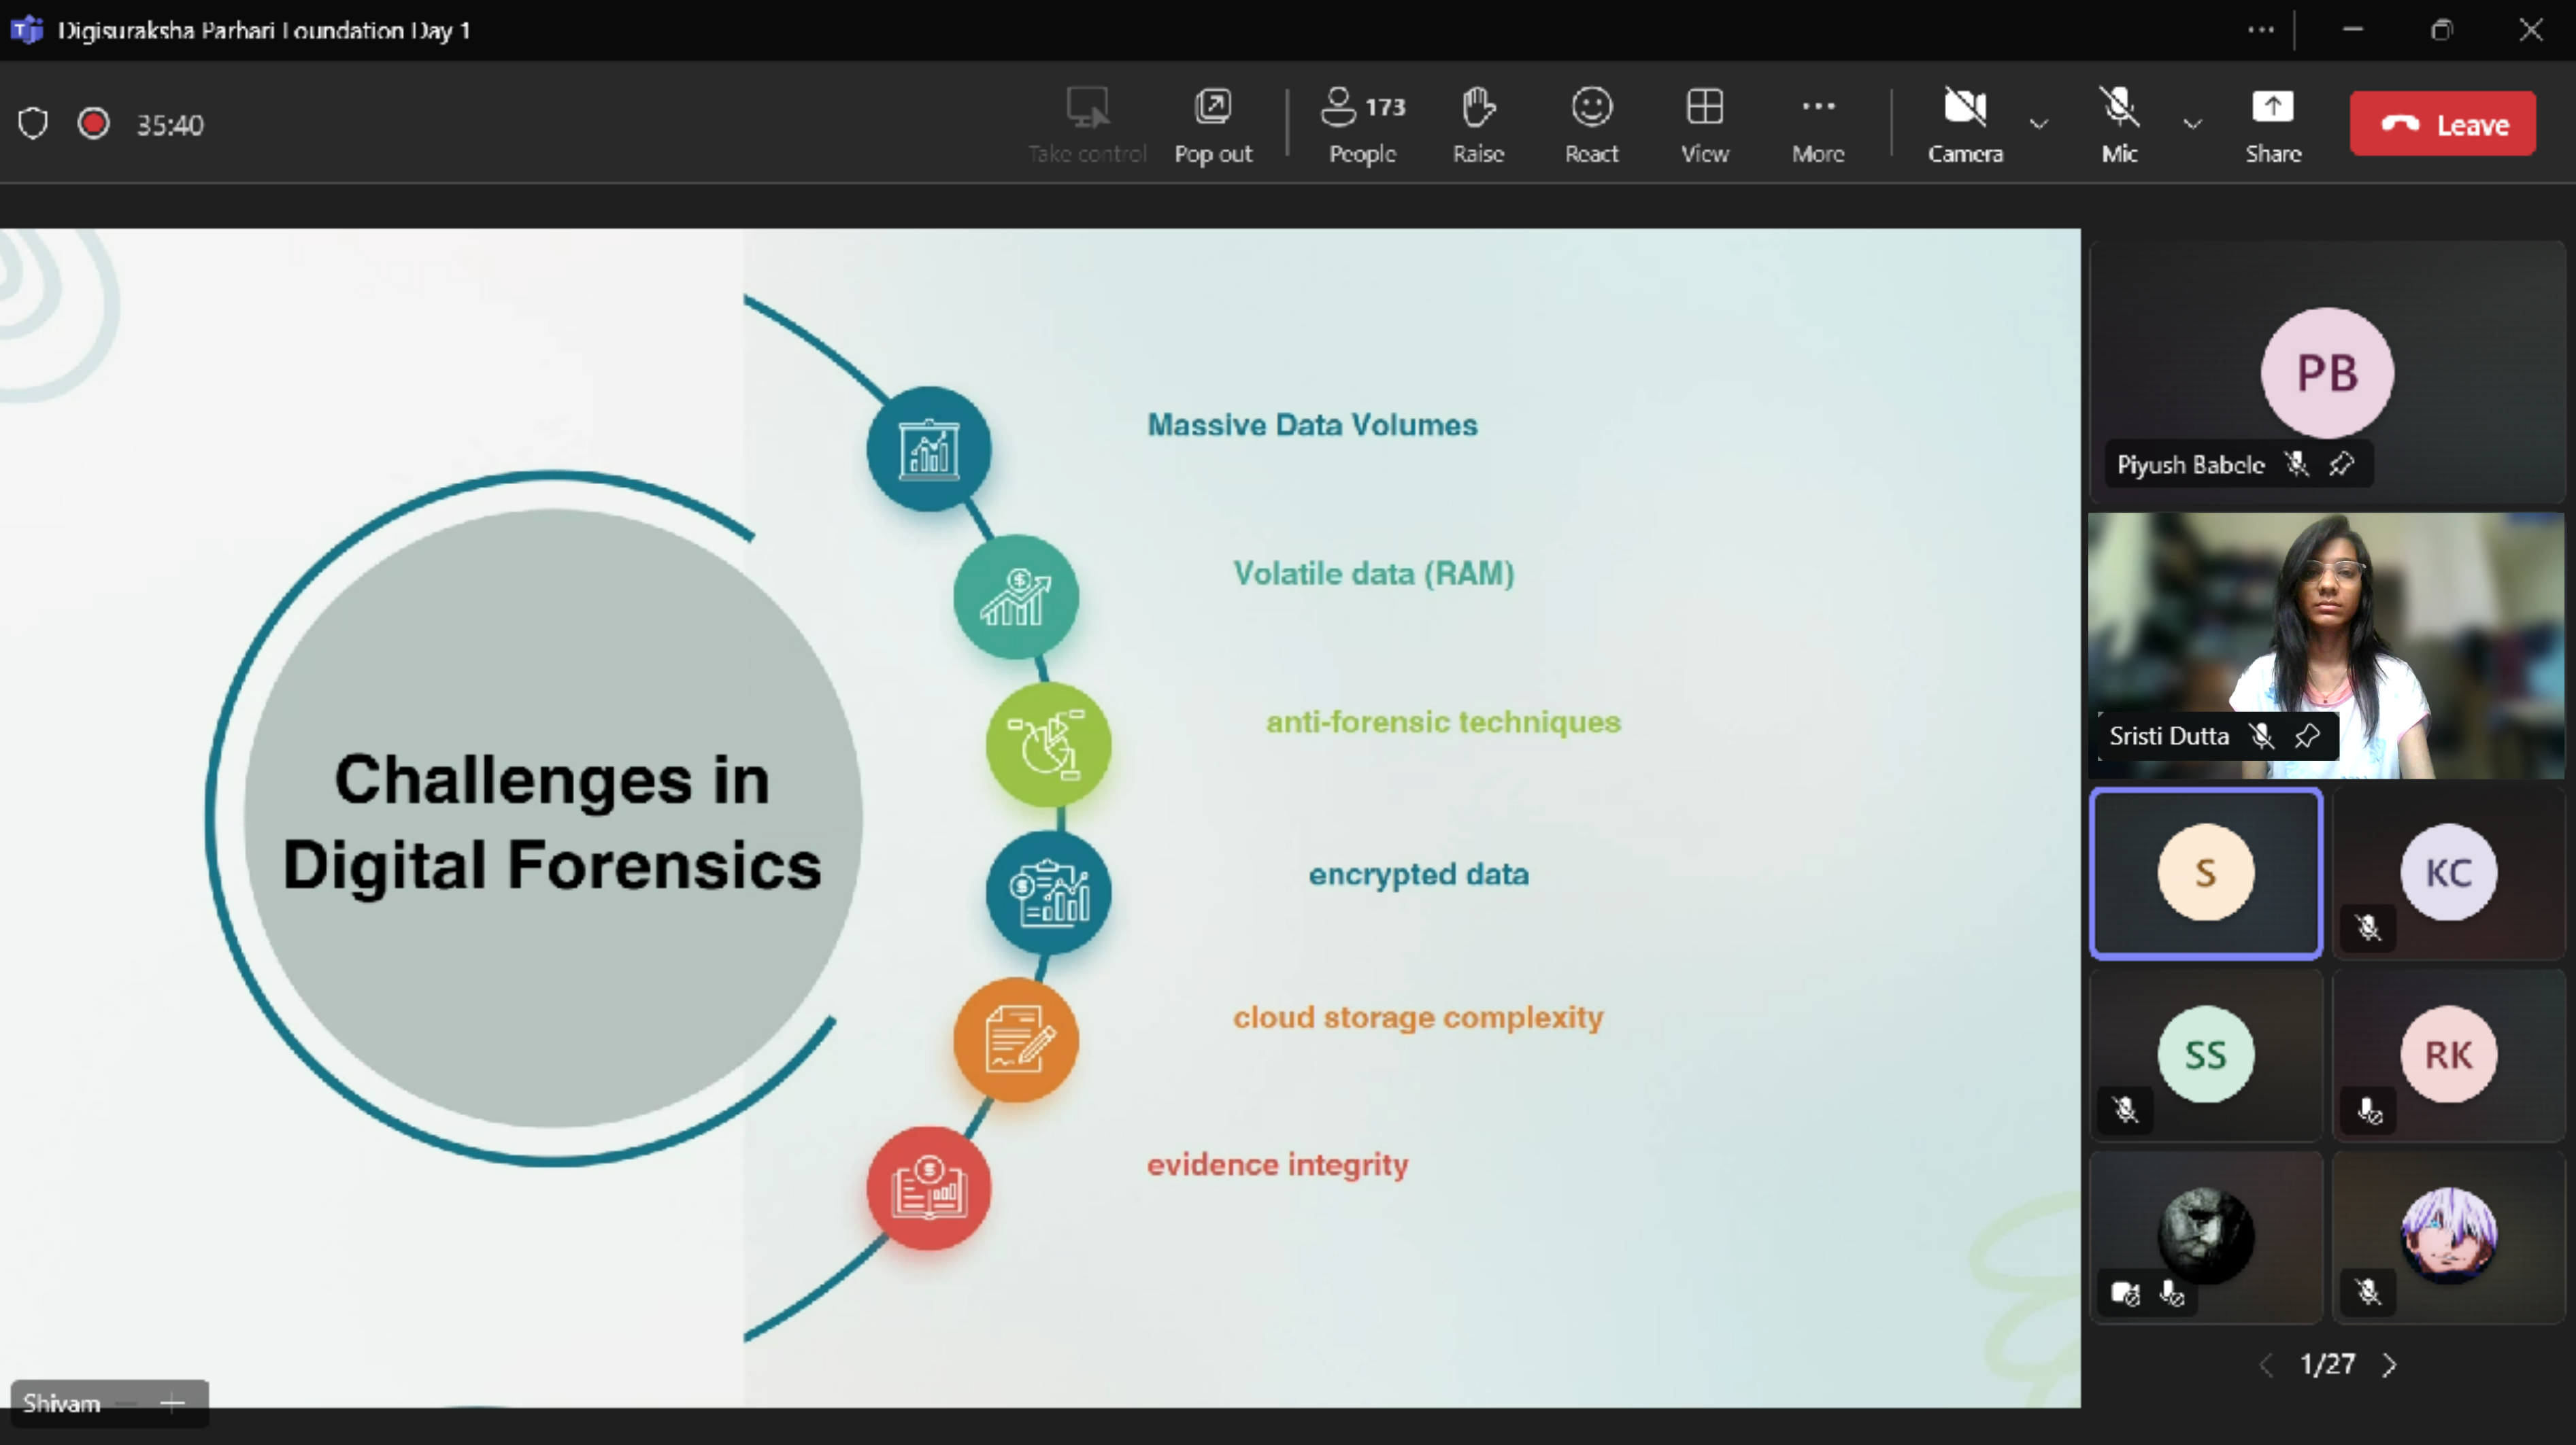 Digisuraksha Parhari Foundation Day 1
35:40
Take control
Pop out
173
People
Raise
React
View
More
Camera
Mic
Share
Leave
Challenges in
Digital Forensics
Massive Data Volumes
Volatile data (RAM)
anti-forensic techniques
encrypted data
cloud storage complexity
evidence integrity
Shivam
PB
Piyush Babele
Sristi Dutta
S
KC
SS
RK
1/27